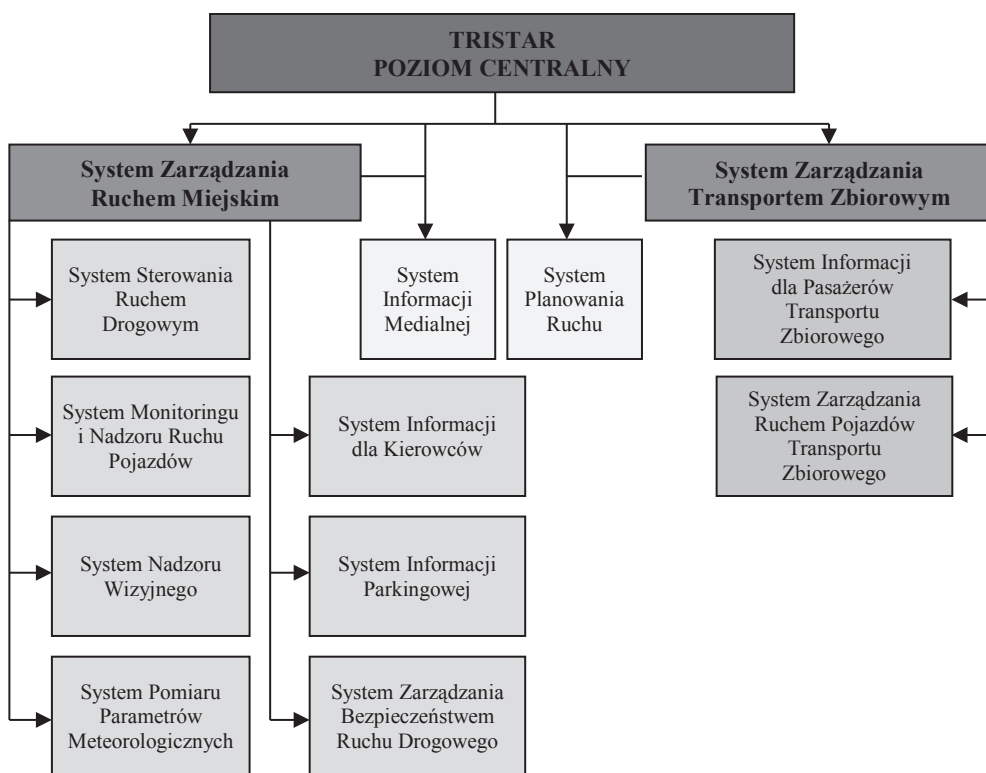 TRISTAR
POZIOM CENTRALNY
System Zarządzania
Ruchem Miejskim
System Zarządzania
Transportem Zbiorowym
System Sterowania
Ruchem
Drogowym
System
Informacji
Medialnej
System
Planowania
Ruchu
System Informacji
dla Pasażerów
Transportu
Zbiorowego
System Monitoringu
i Nadzoru Ruchu
Pojazdów
System Informacji
dla Kierowców
System Zarządzania
Ruchem Pojazdów
Transportu
Zbiorowego
System Nadzoru
Wizyjnego
System Informacji
Parkingowej
System Pomiaru
Parametrów
Meteorologicznych
System Zarządzania
Bezpieczeństwem
Ruchu Drogowego